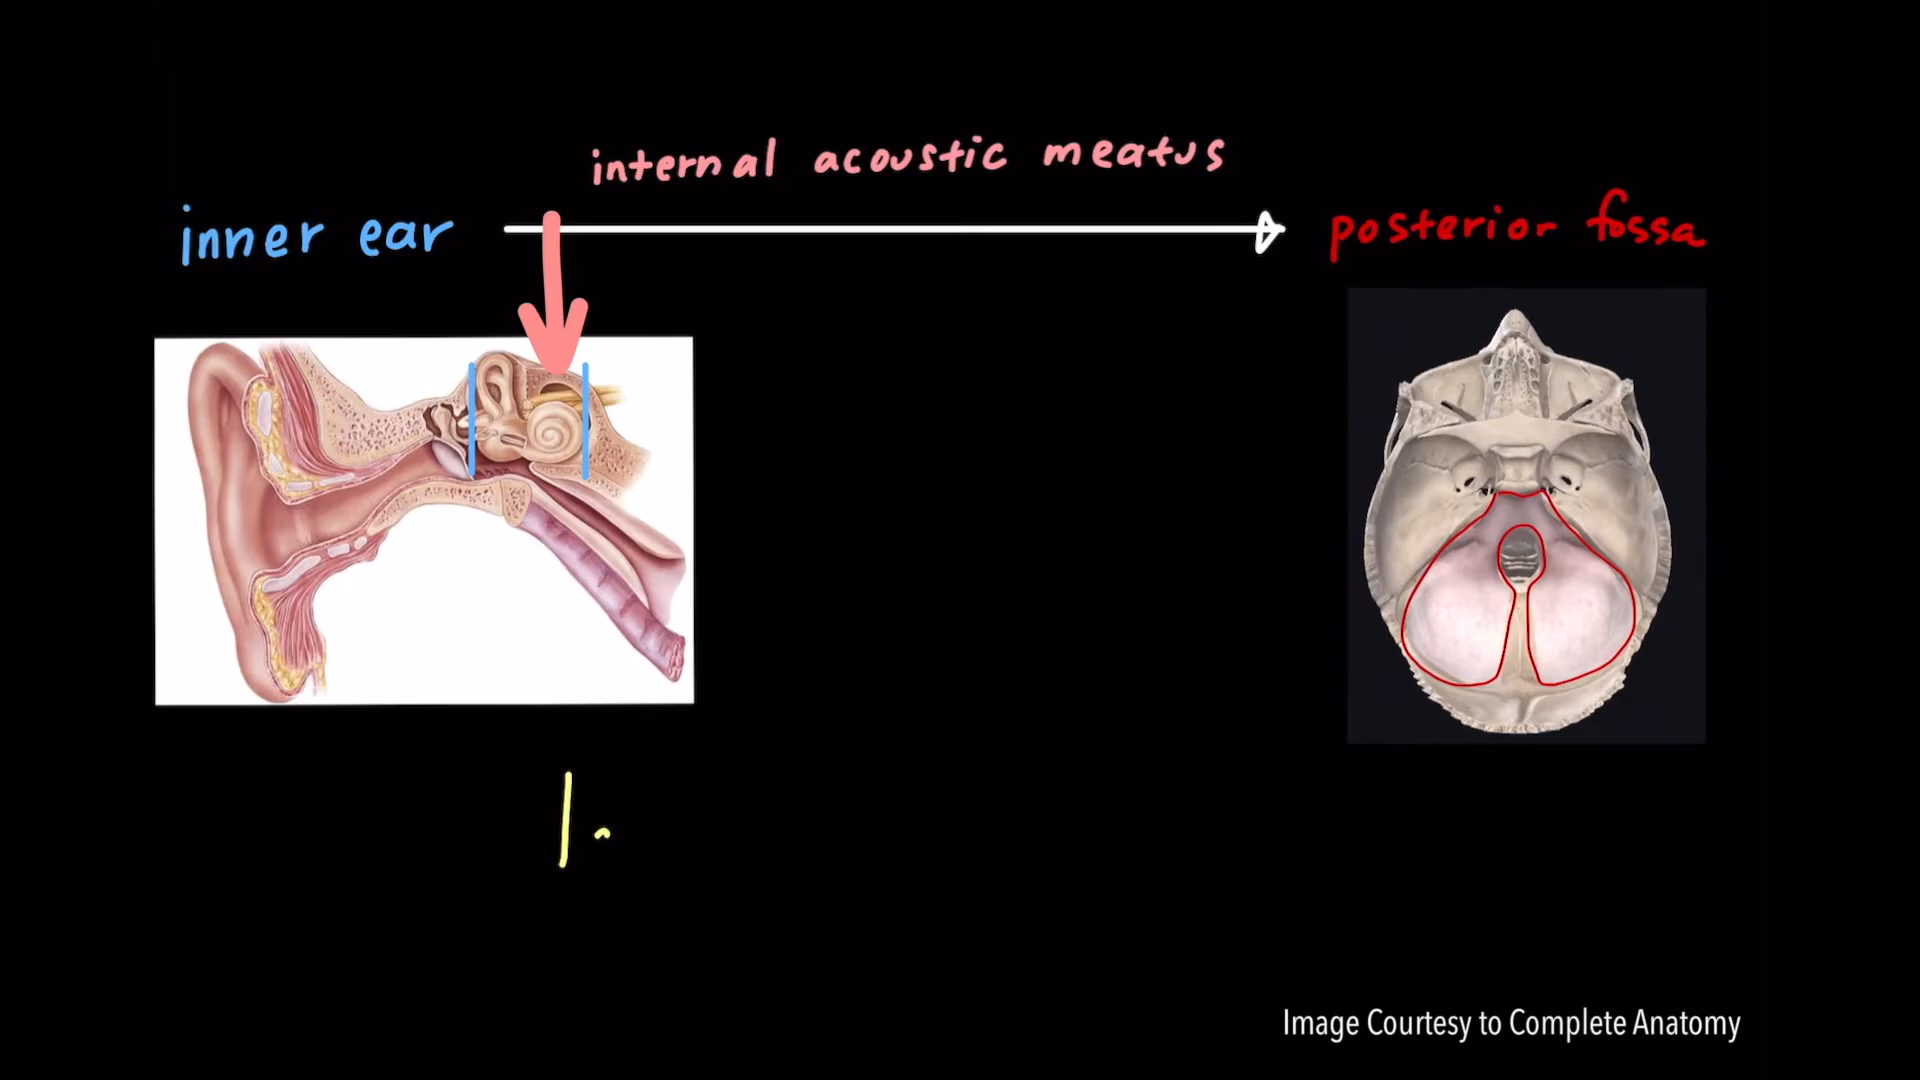 internal acoustic meatus
inner ear
posterior fossa
Image Courtesy to Complete Anatomy